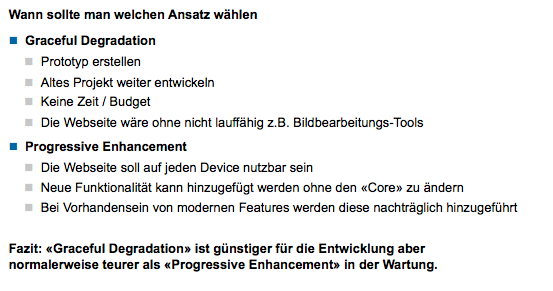 Wann sollte man welchen Ansatz wählen
Graceful Degradation
Prototyp erstellen
Altes Projekt weiter entwickeln
Keine Zeit / Budget
Die Webseite wäre ohne nicht lauffähig z.B. Bildbearbeitungs-Tools
Progressive Enhancement
Die Webseite soll auf jeden Device nutzbar sein
Neue Funktionalität kann hinzugefügt werden ohne den «Core» zu ändern
Bei Vorhandensein von modernen Features werden diese nachträglich hinzugeführt
Fazit: «Graceful Degradation» ist günstiger für die Entwicklung aber
normalerweise teurer als «Progressive Enhancement» in der Wartung.